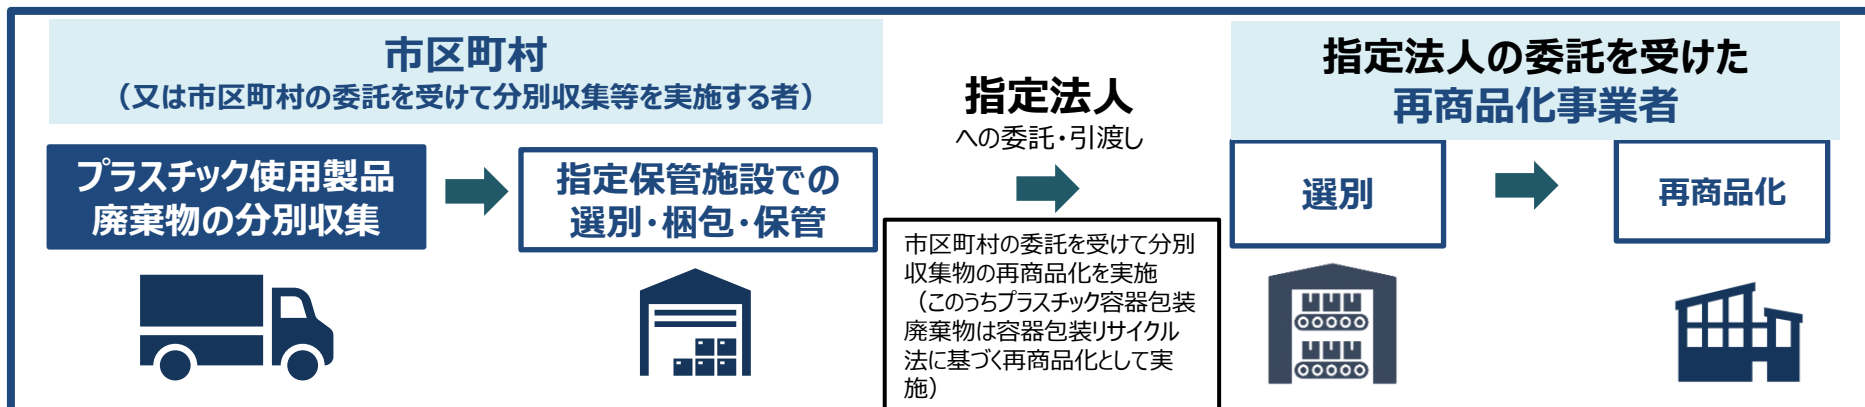 市区町村
（又は市区町村の委託を受けて分別収集等を実施する者）
プラスチック使用製品
廃棄物の分別収集
指定保管施設での
選別・梱包・保管
指定法人
への委託・引渡し
市区町村の委託を受けて分別
収集物の再商品化を実施
（このうちプラスチック容器包装
廃棄物は容器包装リサイクル
法に基づく再商品化として実
施）
指定法人の委託を受けた
再商品化事業者
選別
再商品化